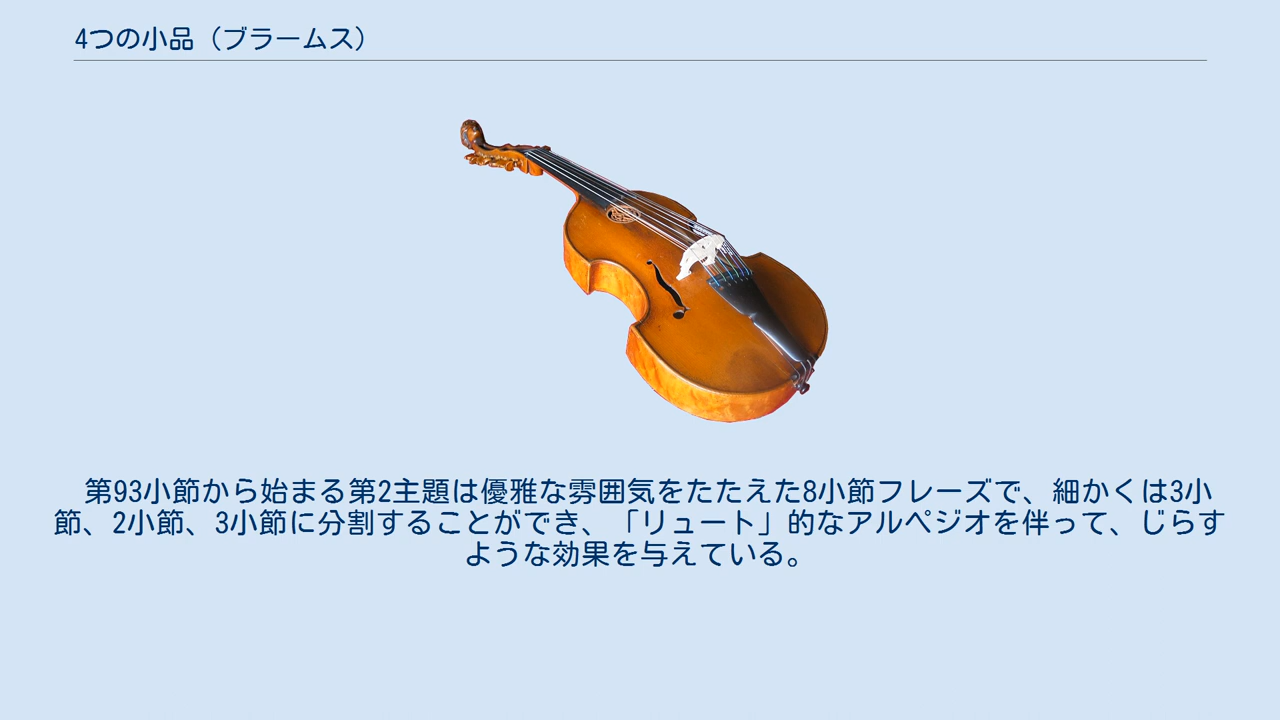 4つの小品（ブラームス）
第93小節から始まる第2主題は優雅な雰囲気をたたえた8小節フレーズで、細かくは3小
節、2小節、3小節に分割することができ、「リュート」的なアルペジオを伴って、じらす
ような効果を与えている。